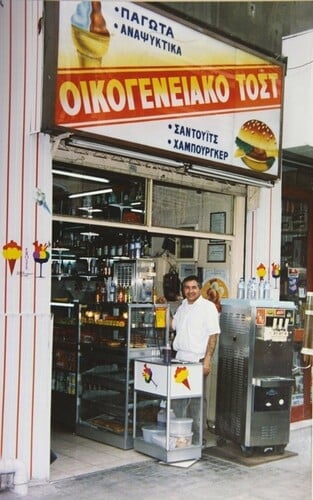 • ΠΑΓΩΤΑ
• ΑΝΑΨΥΚΤΙΚΑ
ΟΙΚΟΓΕΝΕΙΑΚΟ ΤΟΣΤ
• ΣΑΝΤΟΥΪΤΣ
• ΧΑΜΠΟΥΡΓΚΕΡ